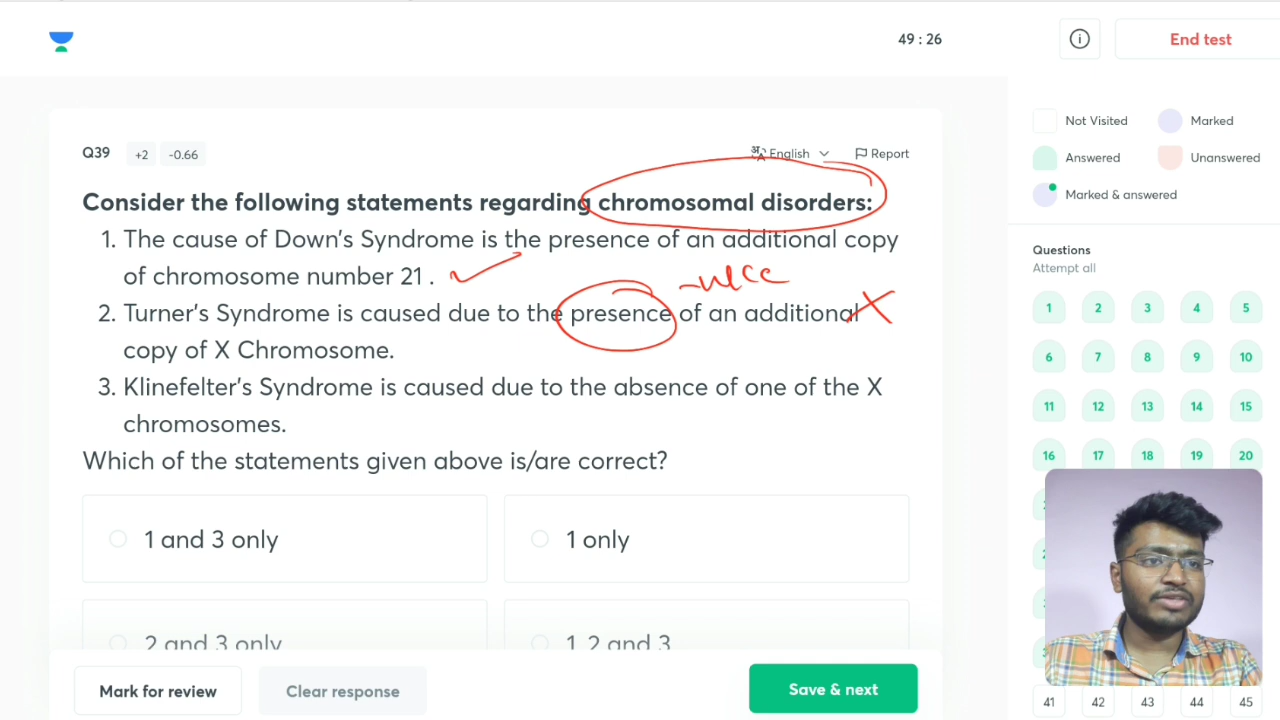 49 : 26
End test
Not Visited
Marked
Answered
Unanswered
Marked & answered
Q39
+2
-0.66
English
Report
Consider the following statements regarding chromosomal disorders:
1. The cause of Down's Syndrome is the presence of an additional copy
of chromosome number 21 .
2. Turner's Syndrome is caused due to the presence of an additional
copy of X Chromosome.
3. Klinefelter's Syndrome is caused due to the absence of one of the X
chromosomes.
Which of the statements given above is/are correct?
1 and 3 only
1 only
2 and 3 only
1, 2 and 3
Mark for review
Clear response
Save & next
Questions
Attempt all
1 2 3 4 5
6 7 8 9 10
11 12 13 14 15
16 17 18 19 20
41 42 43 44 45